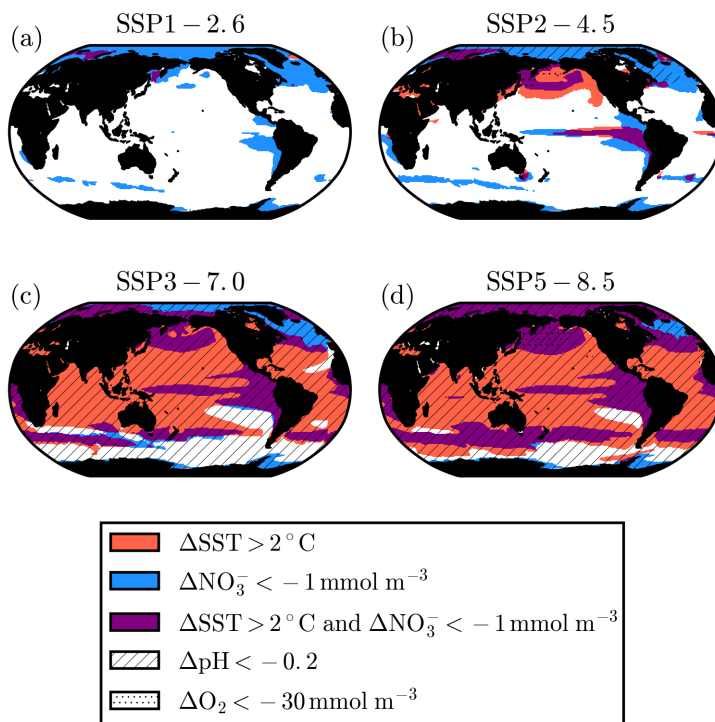 SSP1 − 2.6
SSP2 − 4.5
(a)
(b)
SSP3 − 7.0
SSP5 − 8.5
(c)
(d)
ΔSST > 2 °C
ΔNO₃⁻ < − 1 mmol m⁻³
ΔSST > 2°C and ΔNO₃⁻ < − 1 mmol m⁻³
ΔpH < −0.2
ΔO₂ < −30 mmol m⁻³